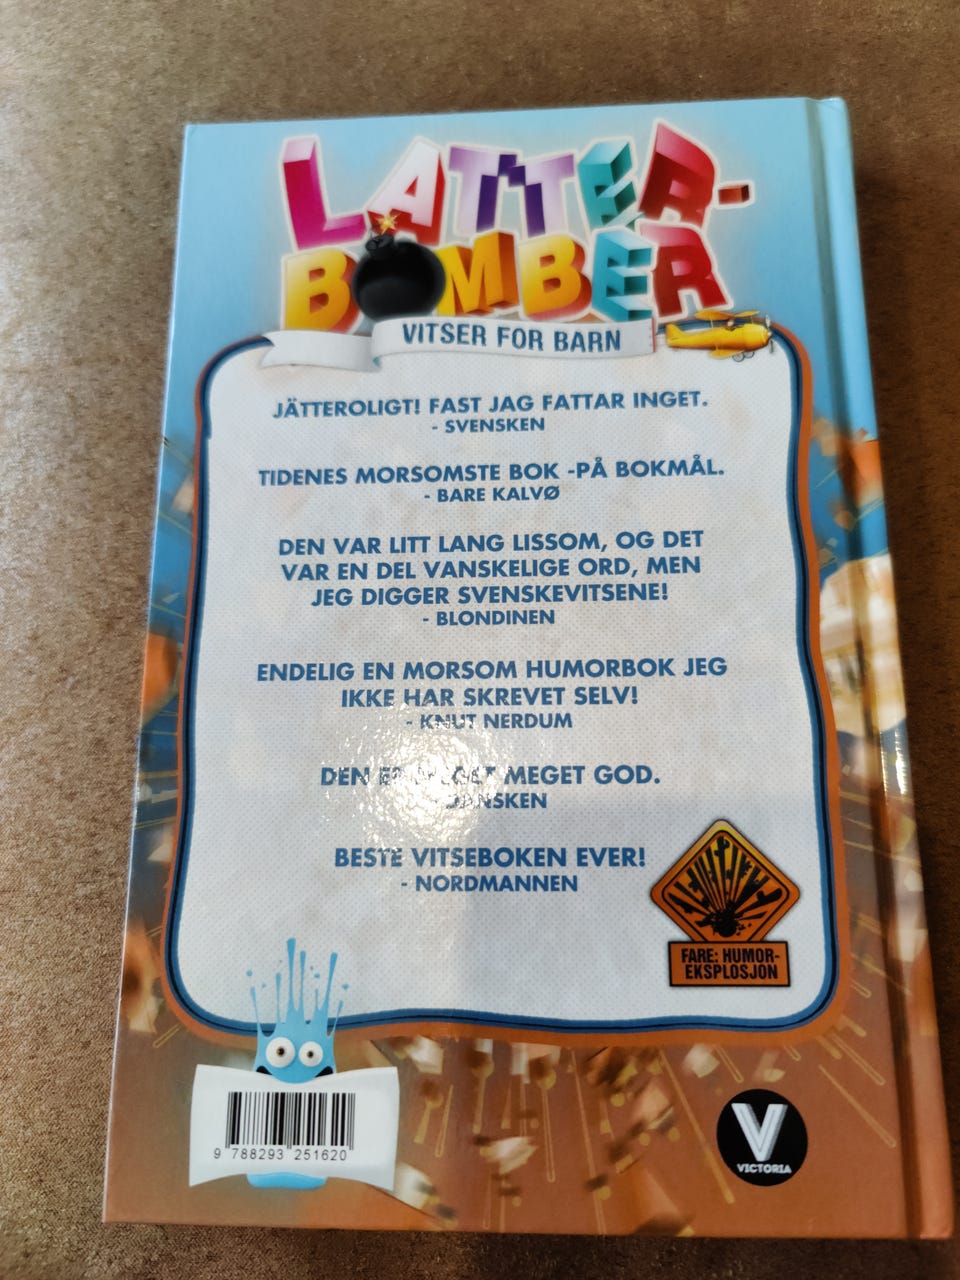 LATTER-
BOMBER
VITSER FOR BARN
JÄTTEROLIGT! FAST JAG FATTAR INGET.
- SVENSKEN
TIDENES MORSOMSTE BOK -PÅ BOKMÅL.
- BARE KALVØ
DEN VAR LITT LANG LISSOM, OG DET
VAR EN DEL VANSKELIGE ORD, MEN
JEG DIGGER SVENSKEVITSENE!
- BLONDINEN
ENDELIG EN MORSOM HUMORBOK JEG
IKKE HAR SKREVET SELV!
- KNUT NERDUM
DEN ER MEGET GOD.
- DANSKEN
BESTE VITSEBOKEN EVER!
- NORDMANNEN
FARE: HUMOR-
EKSPLOSJON
9 788293 251620
V
VICTORIA